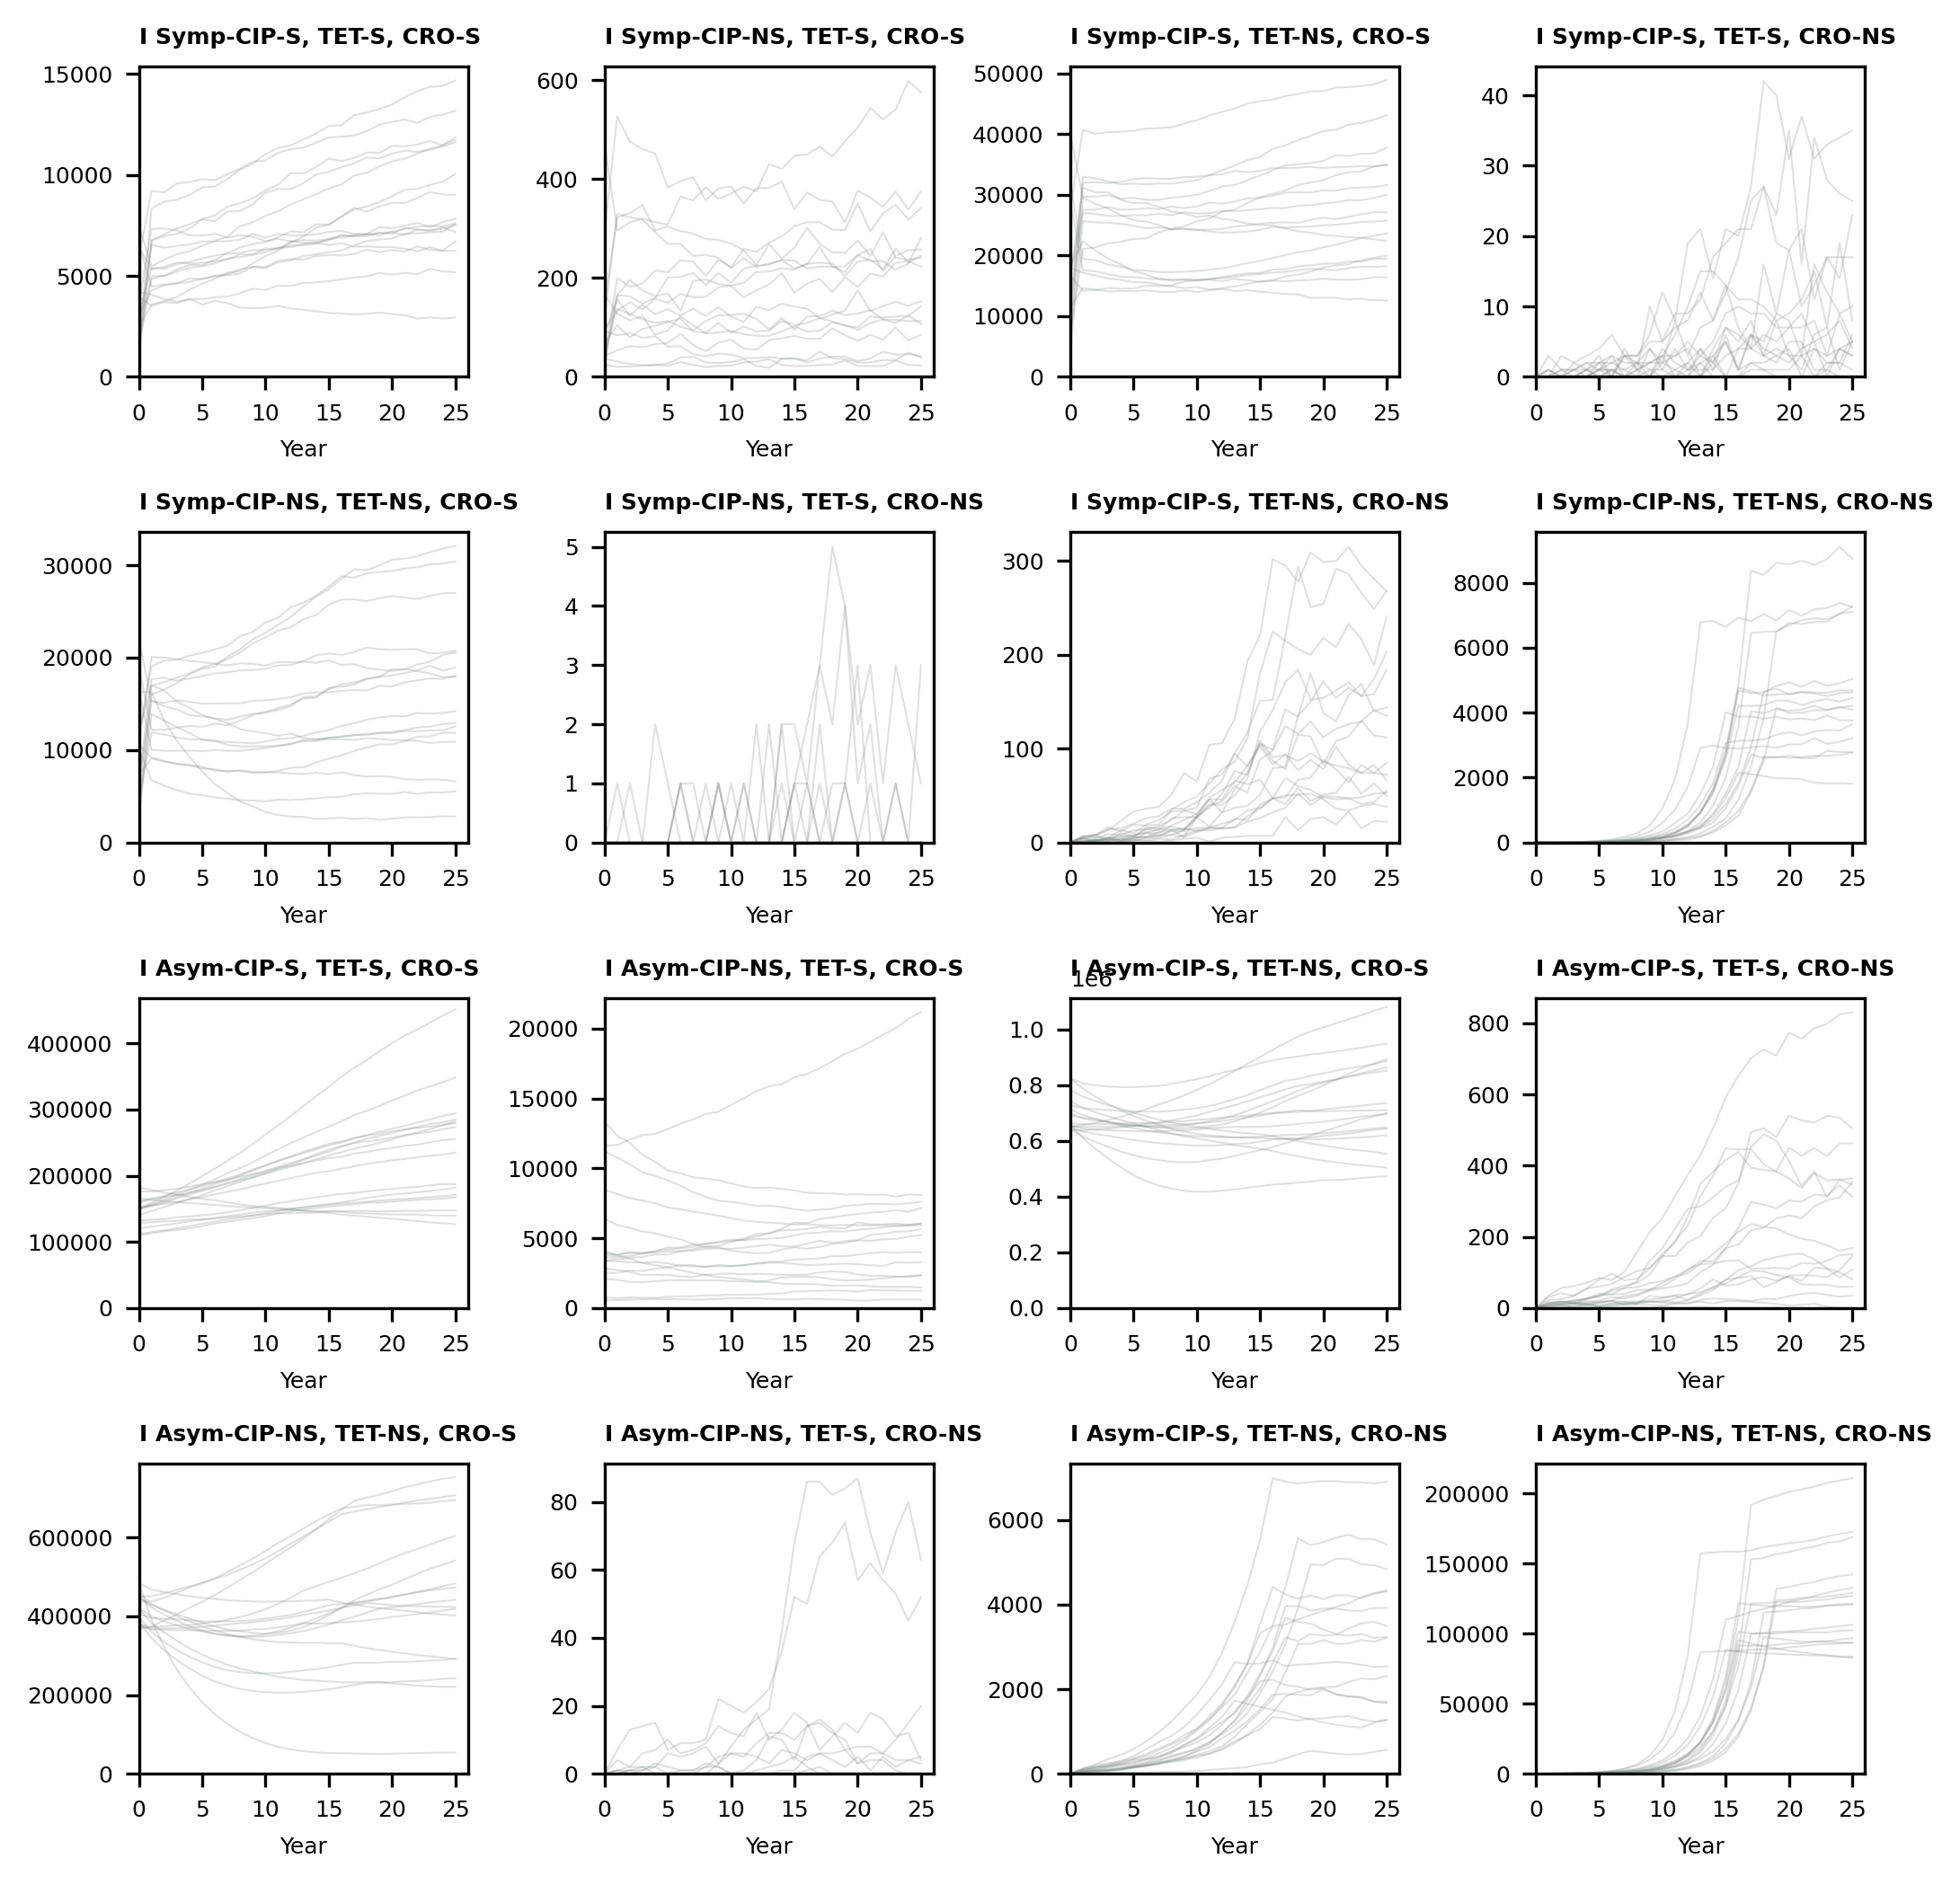 I Symp-CIP-S, TET-S, CRO-S
I Symp-CIP-NS, TET-S, CRO-S
I Symp-CIP-S, TET-NS, CRO-S
I Symp-CIP-S, TET-S, CRO-NS
15000
10000
5000
0
0 5 10 15 20 25
Year
600
400
200
0
0 5 10 15 20 25
Year
50000
40000
30000
20000
10000
0
0 5 10 15 20 25
Year
40
30
20
10
0
0 5 10 15 20 25
Year
I Symp-CIP-NS, TET-NS, CRO-S
I Symp-CIP-NS, TET-S, CRO-NS
I Symp-CIP-S, TET-NS, CRO-NS
I Symp-CIP-NS, TET-NS, CRO-NS
30000
20000
10000
0
0 5 10 15 20 25
Year
5
4
3
2
1
0
0 5 10 15 20 25
Year
300
200
100
0
0 5 10 15 20 25
Year
8000
6000
4000
2000
0
0 5 10 15 20 25
Year
I Asym-CIP-S, TET-S, CRO-S
I Asym-CIP-NS, TET-S, CRO-S
I Asym-CIP-S, TET-NS, CRO-S
I Asym-CIP-S, TET-S, CRO-NS
400000
300000
200000
100000
0
0 5 10 15 20 25
Year
20000
15000
10000
5000
0
0 5 10 15 20 25
Year
1e6
1.0
0.8
0.6
0.4
0.2
0.0
0 5 10 15 20 25
Year
800
600
400
200
0
0 5 10 15 20 25
Year
I Asym-CIP-NS, TET-NS, CRO-S
I Asym-CIP-NS, TET-S, CRO-NS
I Asym-CIP-S, TET-NS, CRO-NS
I Asym-CIP-NS, TET-NS, CRO-NS
600000
400000
200000
0
0 5 10 15 20 25
Year
80
60
40
20
0
0 5 10 15 20 25
Year
6000
4000
2000
0
0 5 10 15 20 25
Year
200000
150000
100000
50000
0
0 5 10 15 20 25
Year